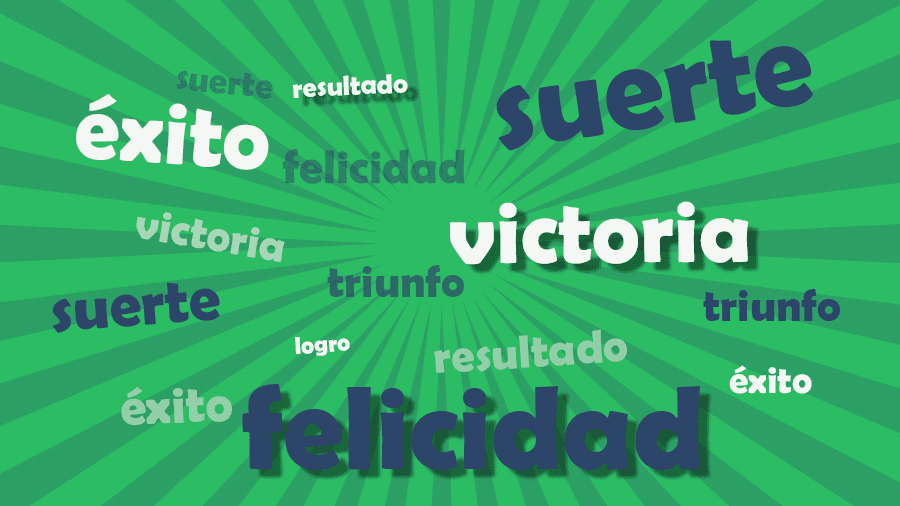 suerte
resultado
suerte
éxito
felicidad
victoria
victoria
triunfo
suerte
triunfo
logro
resultado
éxito
éxito
felicidad